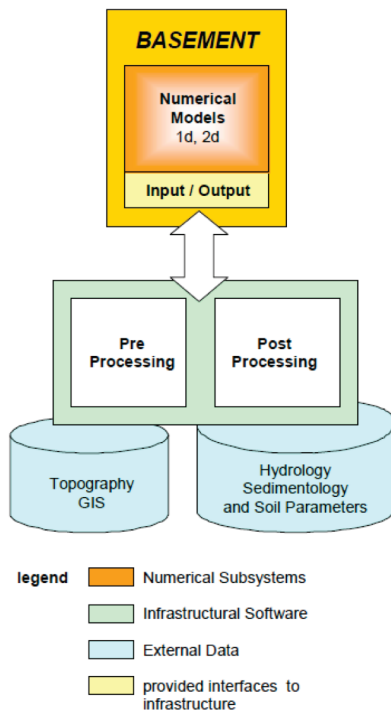 BASEMENT
Numerical
Models
1d, 2d
Input / Output
Pre
Processing
Post
Processing
Topography
GIS
Hydrology
Sedimentology
and Soil Parameters
legend
Numerical Subsystems
Infrastructural Software
External Data
provided interfaces to
infrastructure